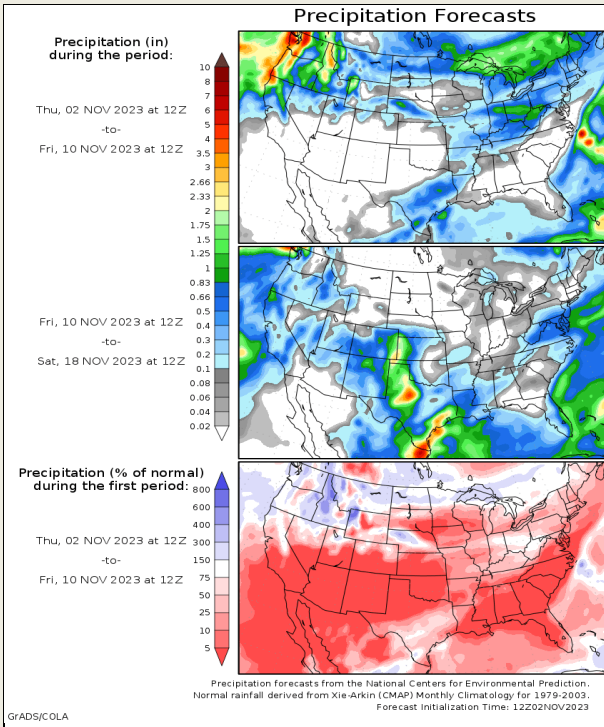 Precipitation Forecasts
Precipitation (in)
during the period:
Thu, 02 NOV 2023 at 12Z
-to-
Fri, 10 NOV 2023 at 12Z
10
8
7
6
5
4
3.5
3
2.66
2.33
2
1.75
1.5
1.25
1
0.83
0.66
0.5
0.4
0.3
0.2
0.1
0.08
0.06
0.04
0.02
Fri, 10 NOV 2023 at 12Z
-to-
Sat, 18 NOV 2023 at 12Z
Precipitation (% of normal)
during the first period:
Thu, 02 NOV 2023 at 12Z
-to-
Fri, 10 NOV 2023 at 12Z
800
600
400
300
150
75
50
25
10
5
Precipitation forecasts from the National Centers for Environmental Prediction.
Normal rainfall derived from Xie-Arkin (CMAP) Monthly Climatology for 1979-2003.
Forecast Initialization Time: 12Z02NOV2023
GrADS/COLA